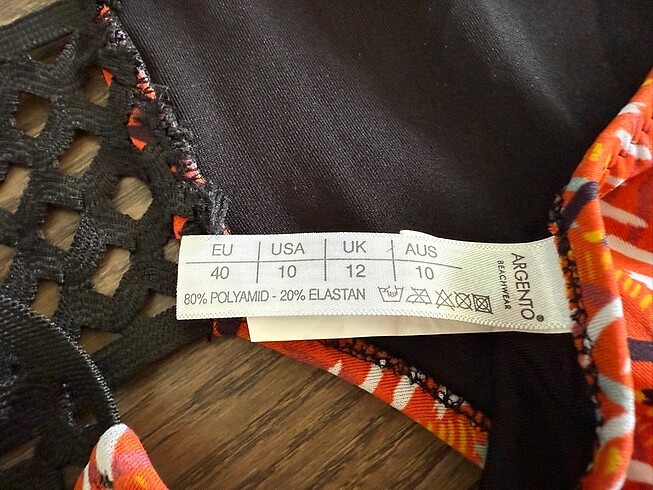 EU USA UK AUS
40 10 12 10
80% POLYAMID - 20% ELASTAN
ARGENTO®
BEACHWEAR